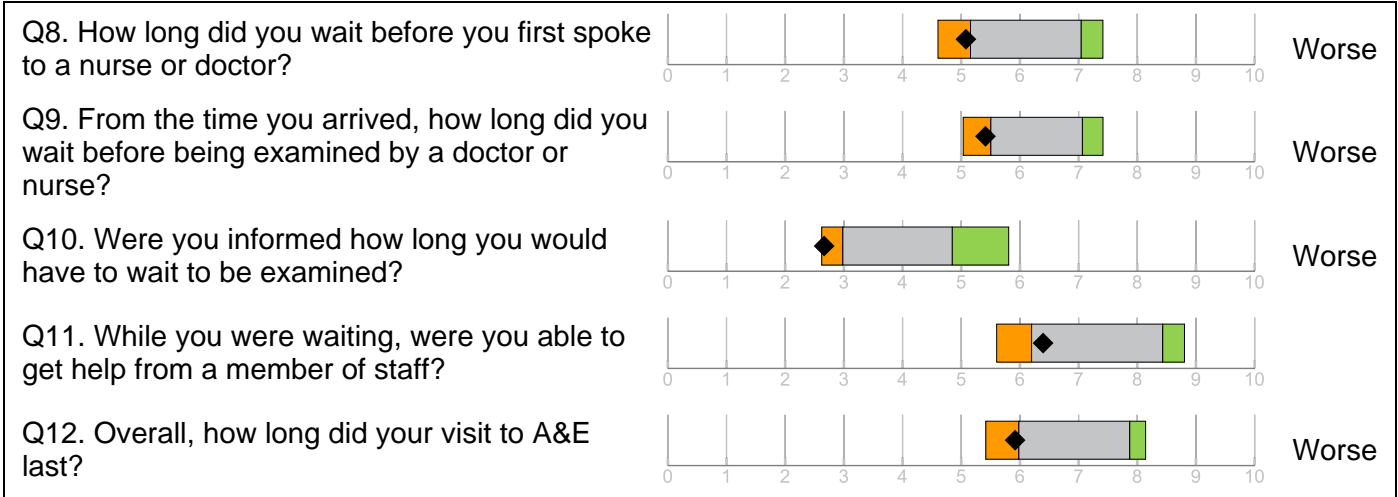 Q8. How long did you wait before you first spoke
to a nurse or doctor?
0 1 2 3 4 5 6 7 8 9 10
Worse
Q9. From the time you arrived, how long did you
wait before being examined by a doctor or
nurse?
0 1 2 3 4 5 6 7 8 9 10
Worse
Q10. Were you informed how long you would
have to wait to be examined?
0 1 2 3 4 5 6 7 8 9 10
Worse
Q11. While you were waiting, were you able to
get help from a member of staff?
0 1 2 3 4 5 6 7 8 9 10
Q12. Overall, how long did your visit to A&E
last?
0 1 2 3 4 5 6 7 8 9 10
Worse